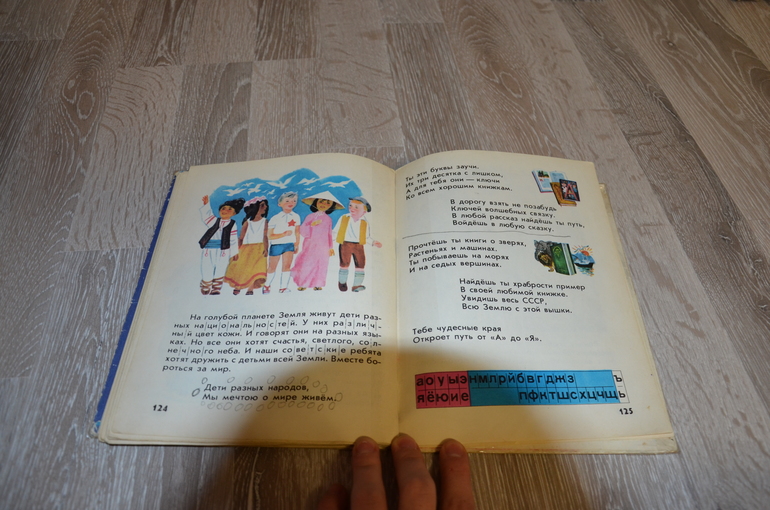 На голубой планете Земля живут дети раз-
ных национальностей. У них различ-
ный цвет кожи. И говорят они на разных язы-
ках. Но все они хотят счастья, светлого, сол-
нечного неба. И наши советские ребята
хотят дружить с детьми всей Земли. Вместе бо-
роться за мир.
Дети разных народов,
Мы мечтою о мире живём.
124
Ты эти буквы заучи.
Их три десятка с лишком,
А для тебя они — ключи
Ко всем хорошим книжкам.
В дорогу взять не позабудь
Ключей волшебных связку.
В любой рассказ найдёшь ты путь,
Войдёшь в любую сказку.
Прочтёшь ты книги о зверях,
Растеньях и машинах.
Ты побываешь на морях
И на седых вершинах.
Найдёшь ты храбрости пример
В своей любимой книжке.
Увидишь весь СССР,
Всю Землю с этой вышки.
Тебе чудесные края
Откроет путь от «А» до «Я».
а о у ы э н м л р й б в г д ж з ъ
я ё ю и е п ф к т ш с х ц ч щ ь
125